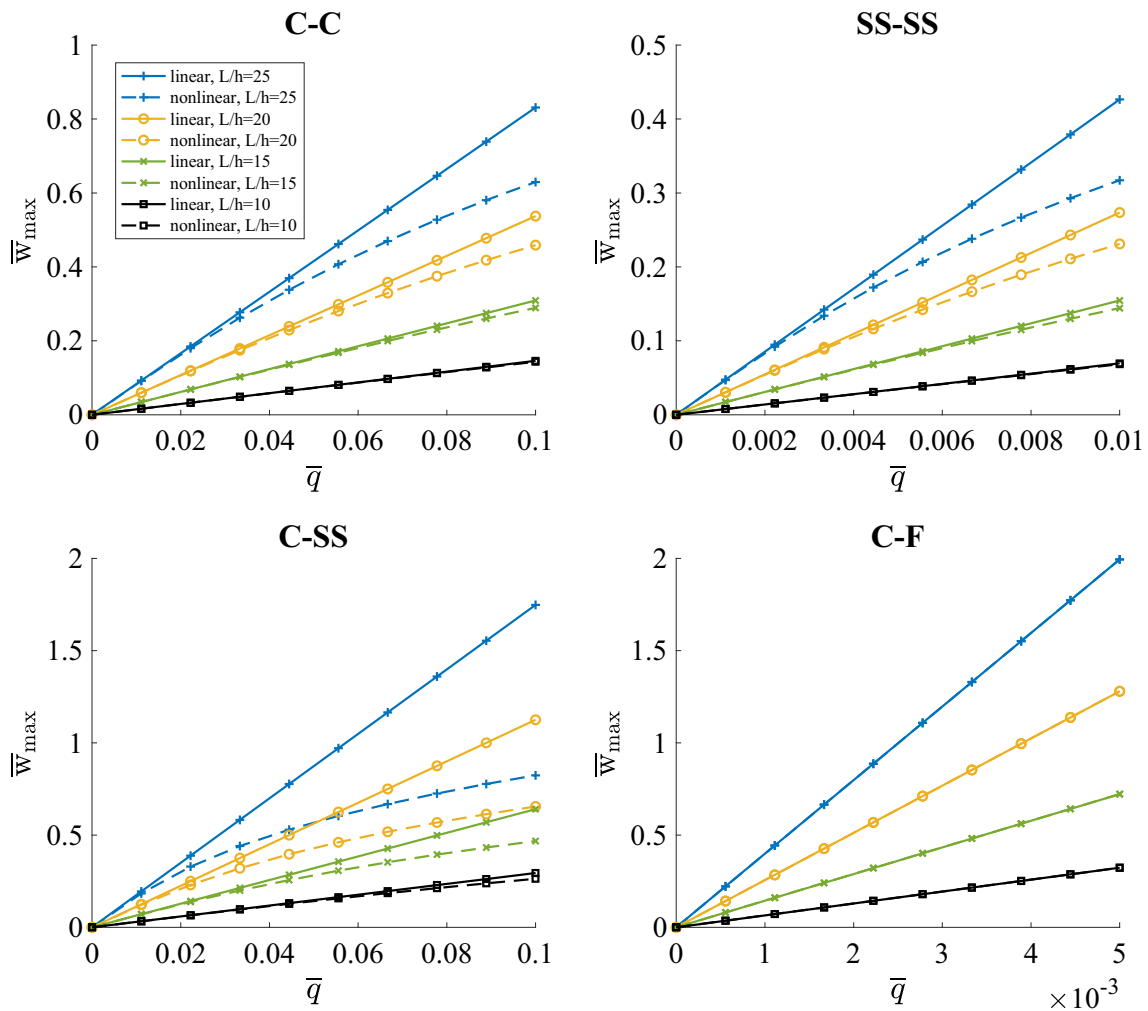 C-C
1
0.8
0.6
0.4
0.2
0
linear, L/h=25
nonlinear, L/h=25
linear, L/h=20
nonlinear, L/h=20
linear, L/h=15
nonlinear, L/h=15
linear, L/h=10
nonlinear, L/h=10
w̅max
0 0.02 0.04 0.06 0.08 0.1
q̅
SS-SS
0.5
0.4
0.3
0.2
0.1
0
w̅max
0 0.002 0.004 0.006 0.008 0.01
q̅
C-SS
2
1.5
1
0.5
0
w̅max
0 0.02 0.04 0.06 0.08 0.1
q̅
C-F
2
1.5
1
0.5
0
w̅max
0 1 2 3 4 5
q̅
×10⁻³